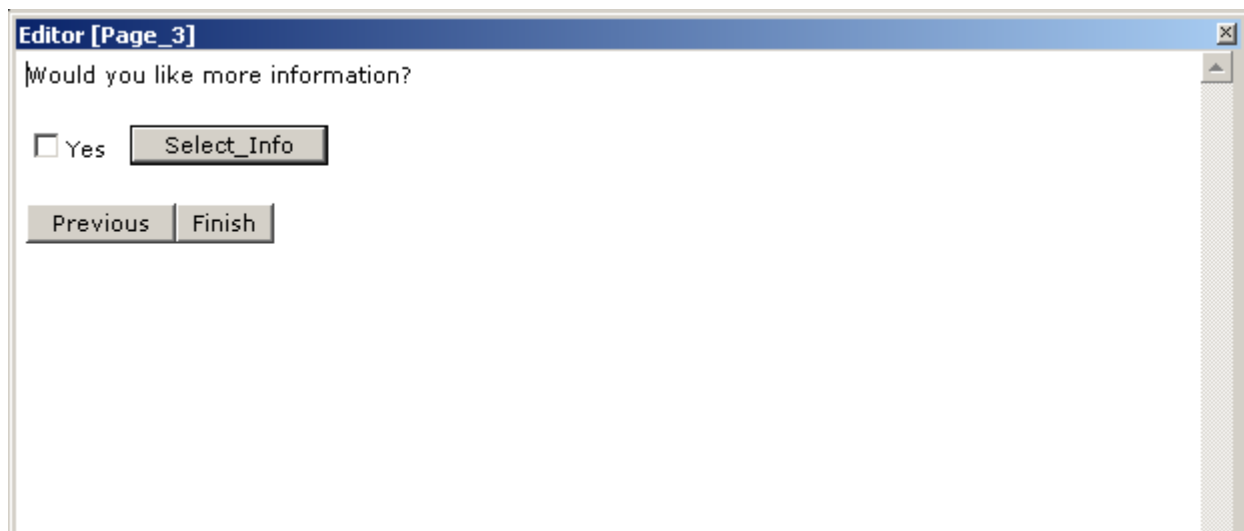 Editor [Page_3]
Would you like more information?
Yes Select_Info
Previous Finish